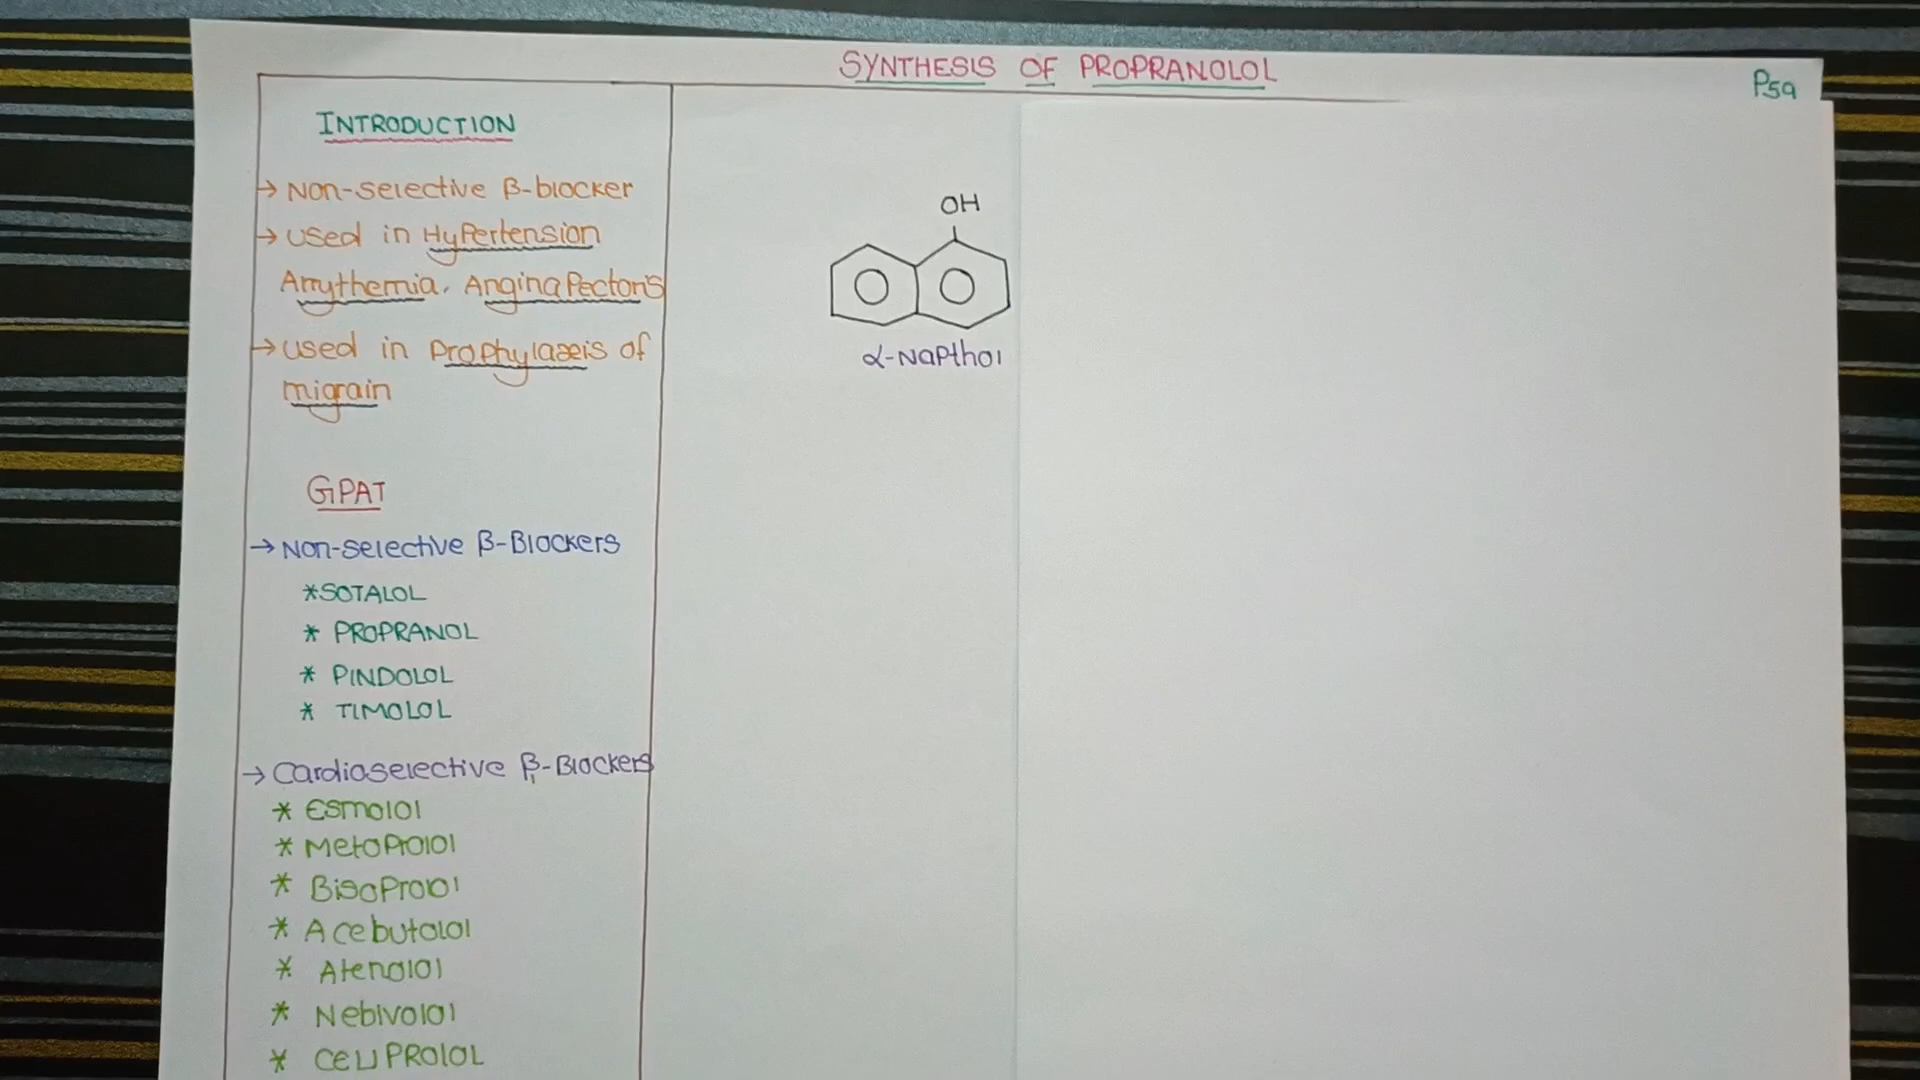 SYNTHESIS OF PROPRANOLOL
P59
INTRODUCTION
→ Non-selective β-blocker
→ used in Hypertension
Arrythemia, Angina Pectoris
→ used in Prophylaxeis of
migrain
GPAT
→ Non-selective β-Blockers
*SOTALOL
* PROPRANOL
* PINDOLOL
* TIMOLOL
→ Cardioselective β1-Blockers
* Esmolol
* Metoprolol
* Bisoprolol
* Acebutolol
* Atenolol
* Nebivolol
* CELIPROLOL
OH
α-Napthol